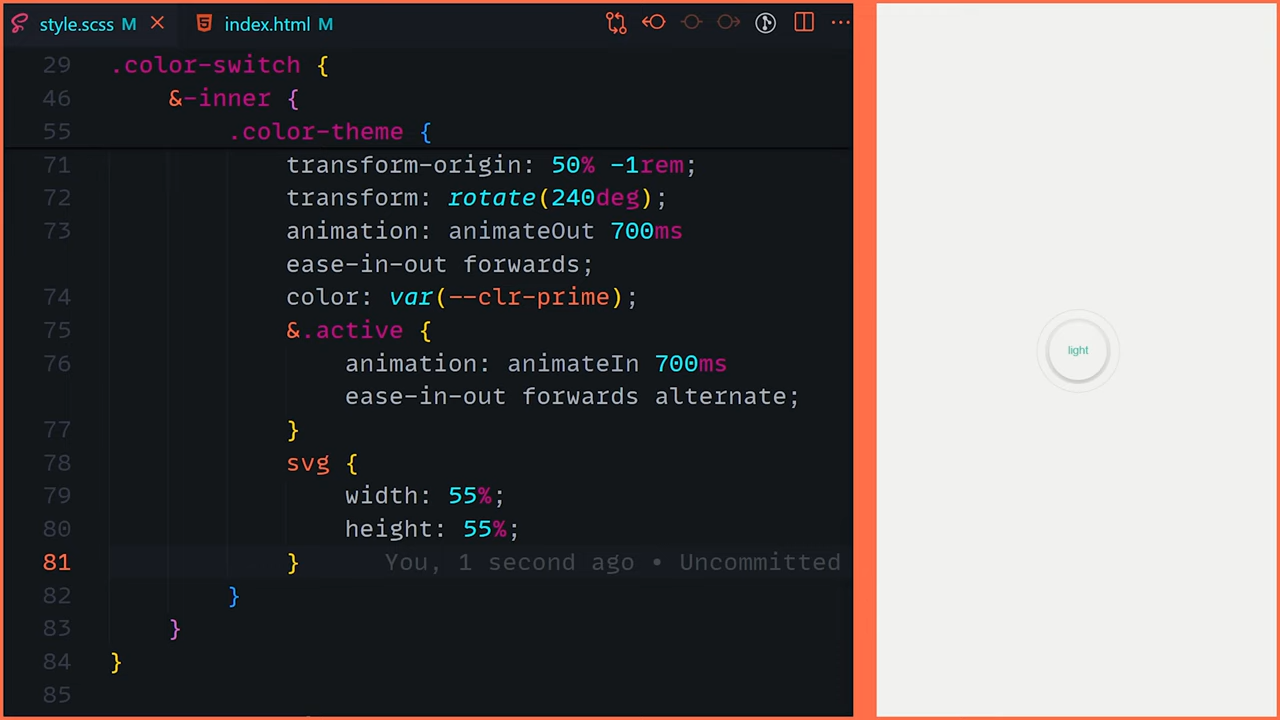 style.scss M
index.html M
29 .color-switch {
46 &-inner {
55 .color-theme {
71 transform-origin: 50% -1rem;
72 transform: rotate(240deg);
73 animation: animateOut 700ms
ease-in-out forwards;
74 color: var(--clr-prime);
75 &.active {
76 animation: animateIn 700ms
ease-in-out forwards alternate;
77 }
78 svg {
79 width: 55%;
80 height: 55%;
81 } You, 1 second ago • Uncommitted
82 }
83 }
84 }
85
light